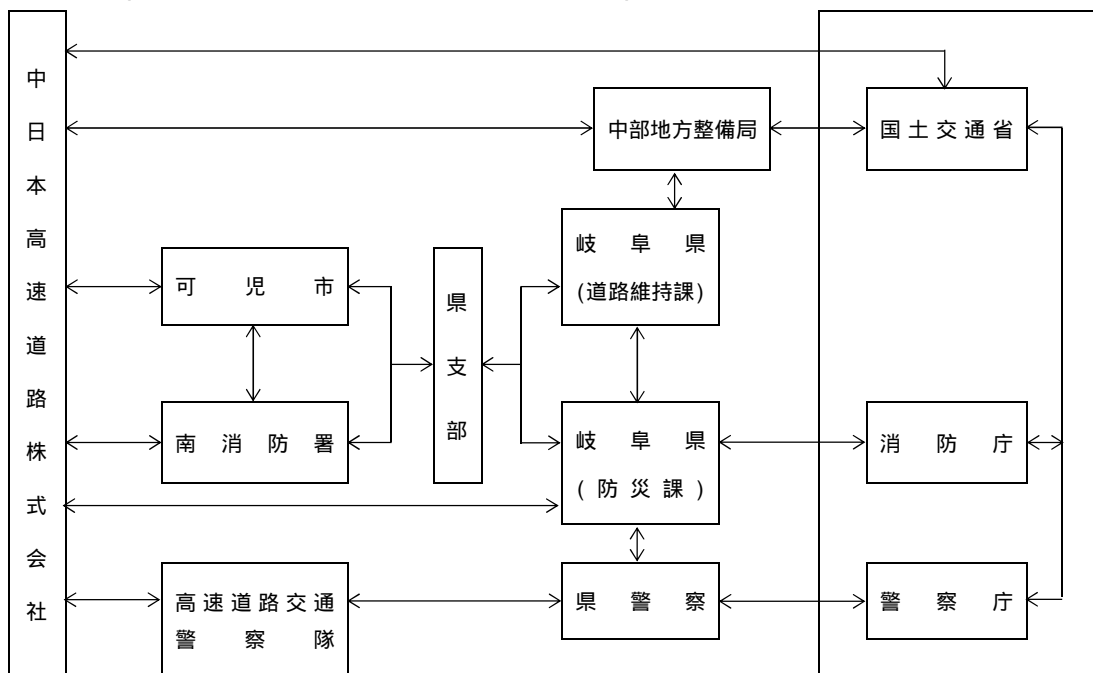 中日本高速道路株式会社
中部地方整備局
国土交通省
岐阜県
(道路維持課)
可児市
県支部
南消防署
岐阜県
(防災課)
消防庁
高速道路交通
警察隊
県警察
警察庁